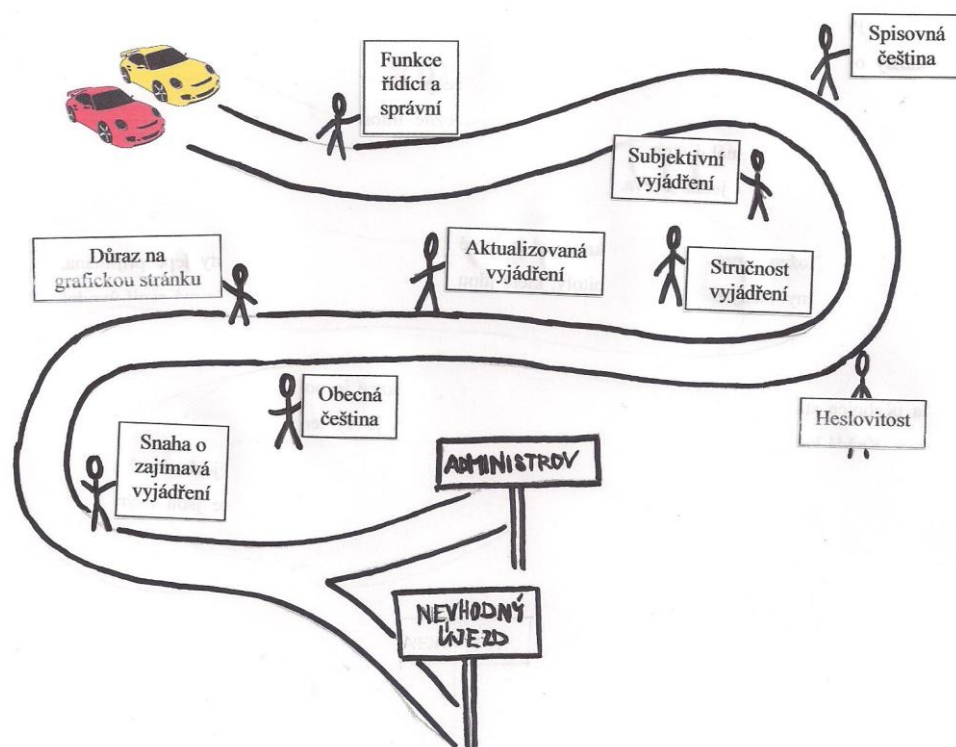 Funkce
řídící a
správní
Spisovná
čeština
Subjektivní
vyjádření
Důraz na
grafickou stránku
Aktualizovaná
vyjádření
Stručnost
vyjádření
Obecná
čeština
Heslovitost
Snaha o
zajímavá
vyjádření
ADMINISTROV
NEVHODNÝ
ÚJEZD